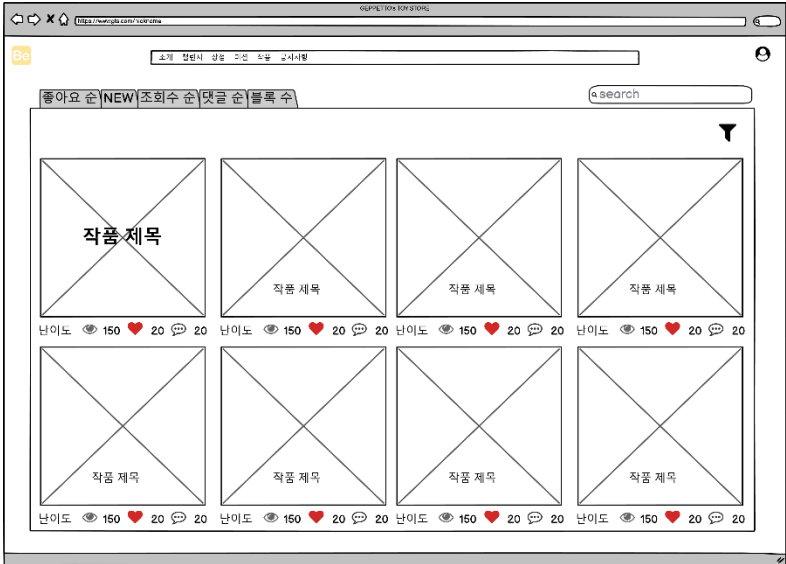 GEPPETTO's TOY STORE
Be
소개 챌린지 상점 미션 작품 공지사항
좋아요 순 NEW 조회수 순 댓글 순 블록 수
search
작품 제목
작품 제목 작품 제목 작품 제목
난이도 150 20 20 난이도 150 20 20 난이도 150 20 20 난이도 150 20 20
작품 제목 작품 제목 작품 제목 작품 제목
난이도 150 20 20 난이도 150 20 20 난이도 150 20 20 난이도 150 20 20